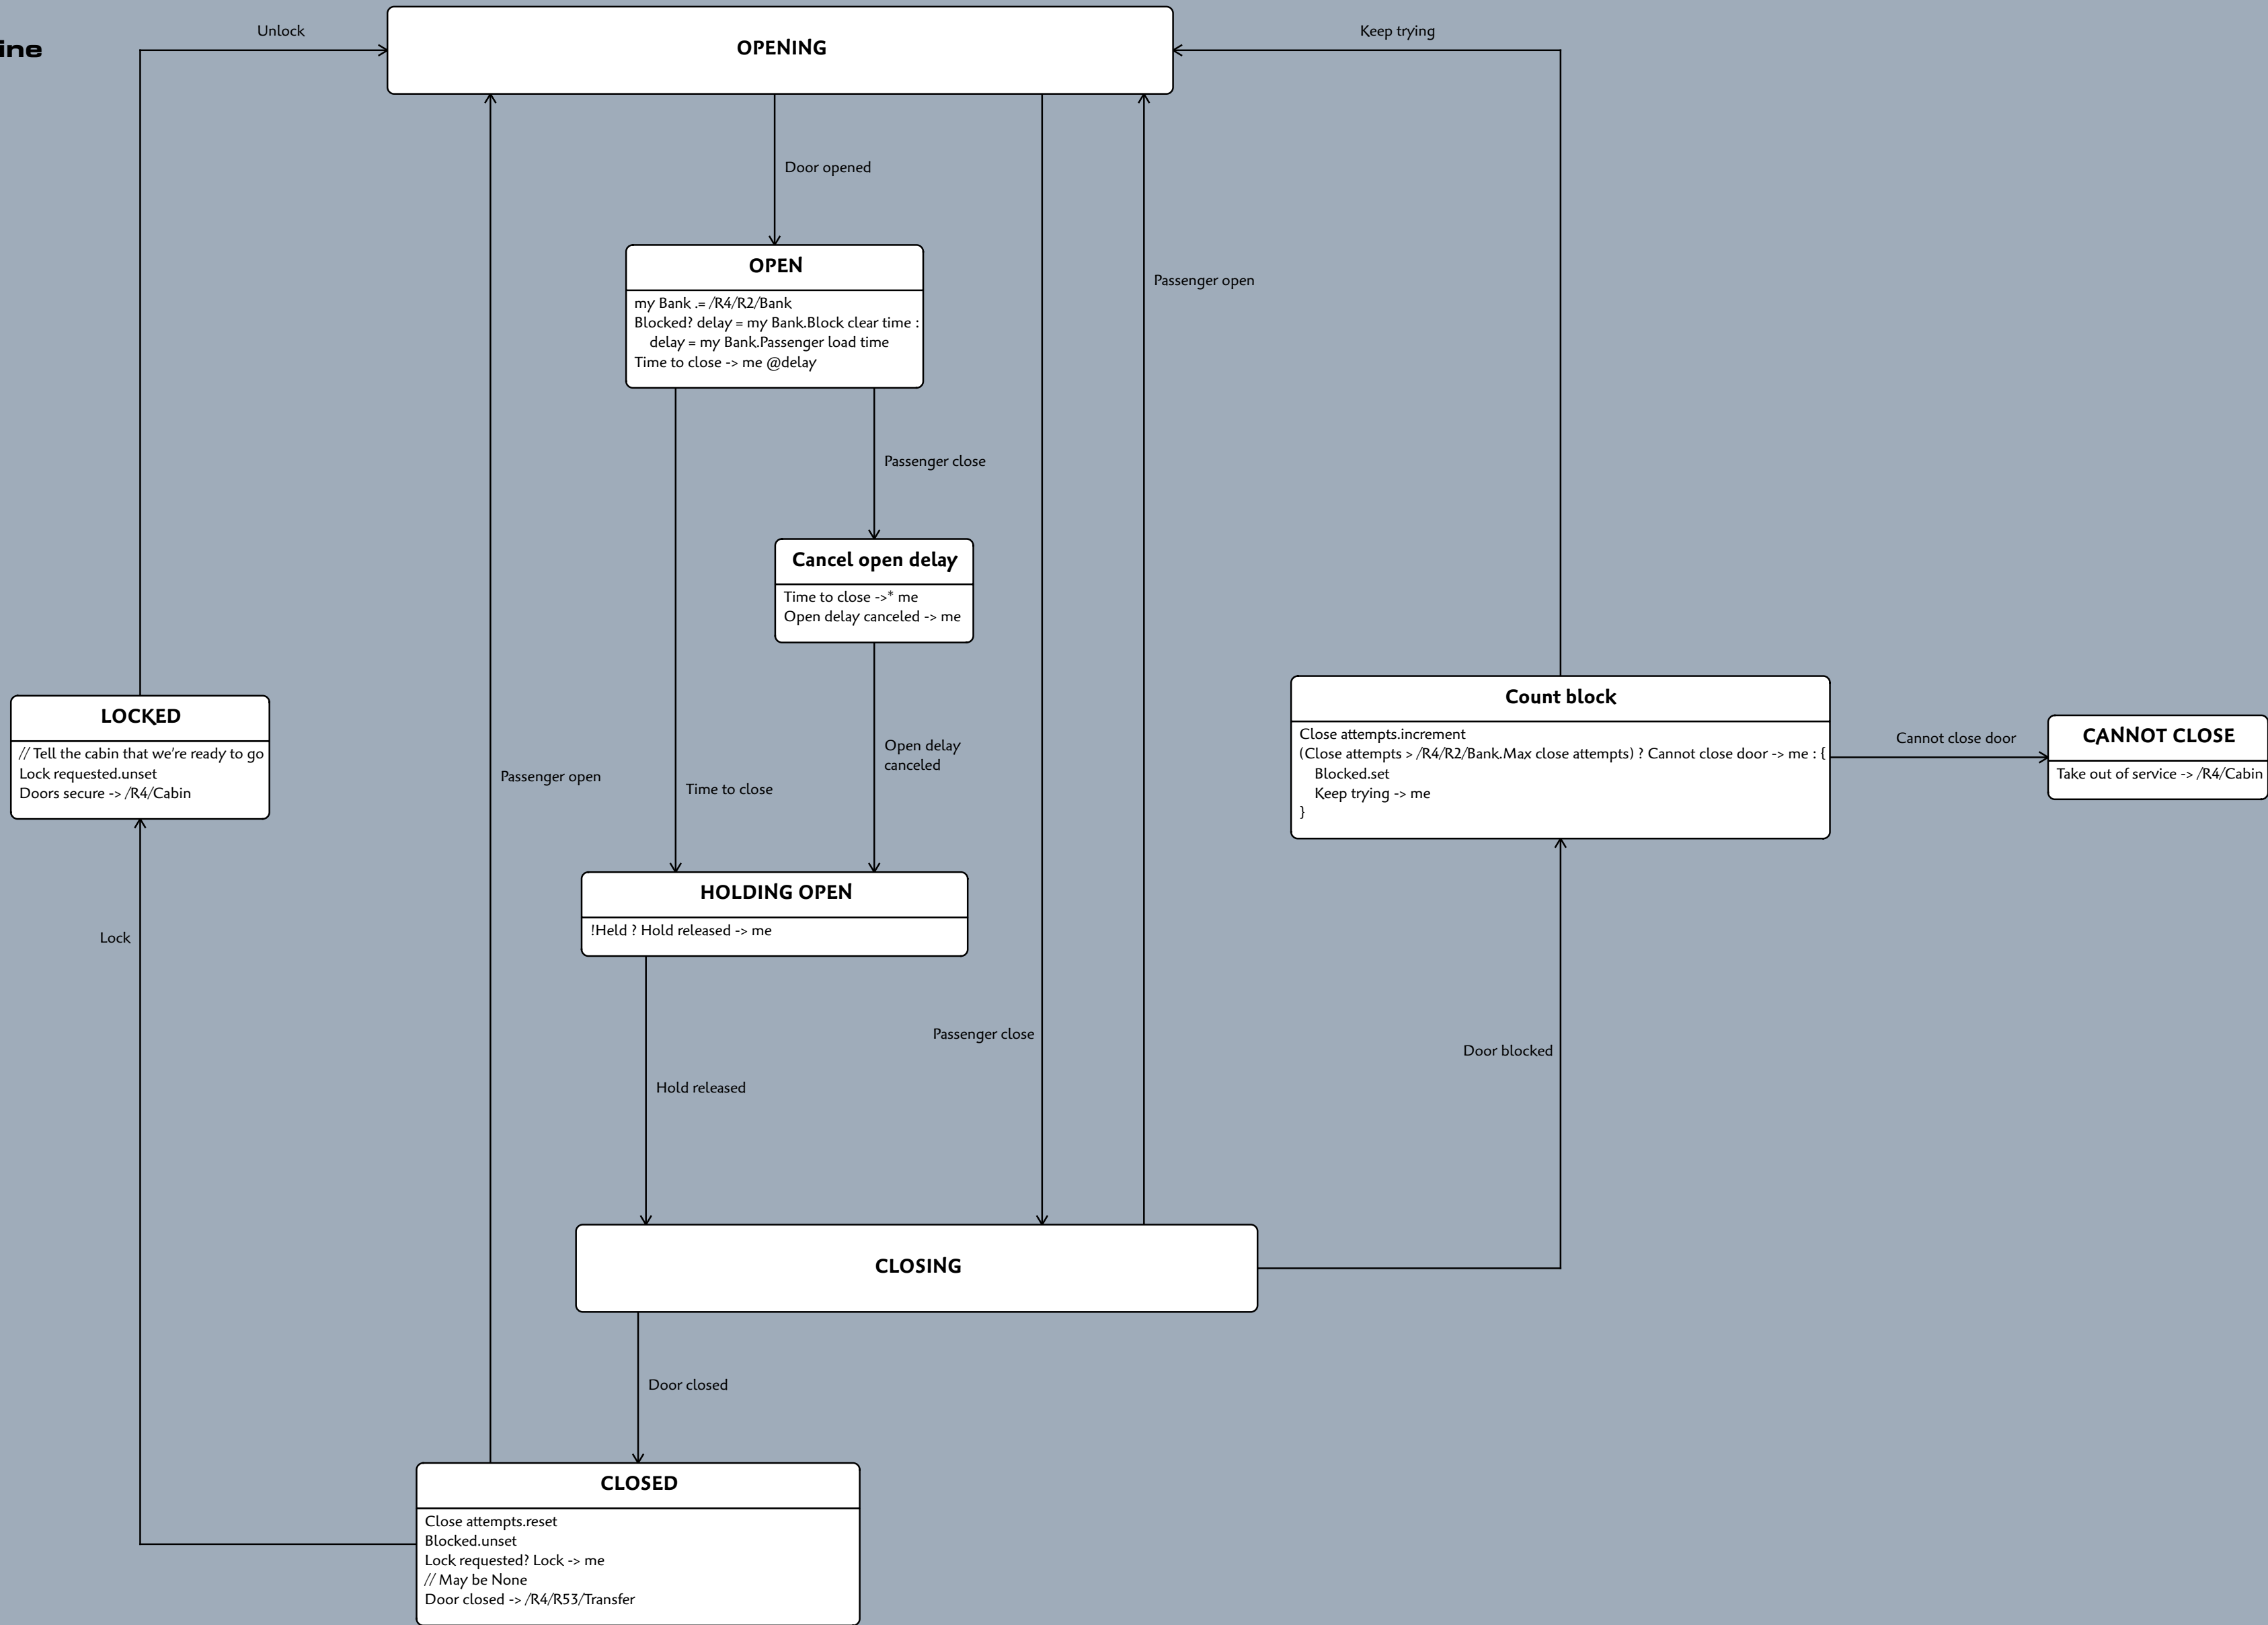 Unlock
OPENING
Keep trying
ine
Door opened
OPEN
my Bank .= /R4/R2/Bank
Blocked? delay = my Bank.Block clear time :
delay = my Bank.Passenger load time
Time to close -> me @delay
Passenger open
Passenger close
Cancel open delay
Time to close ->* me
Open delay canceled -> me
LOCKED
// Tell the cabin that we're ready to go
Lock requested.unset
Doors secure -> /R4/Cabin
Passenger open
Time to close
Open delay
canceled
Count block
Close attempts.increment
(Close attempts > /R4/R2/Bank.Max close attempts) ? Cannot close door -> me : {
Blocked.set
Keep trying -> me
}
Cannot close door
CANNOT CLOSE
Take out of service -> /R4/Cabin
HOLDING OPEN
!Held ? Hold released -> me
Lock
Passenger close
Door blocked
Hold released
CLOSING
Door closed
CLOSED
Close attempts.reset
Blocked.unset
Lock requested? Lock -> me
// May be None
Door closed -> /R4/R53/Transfer